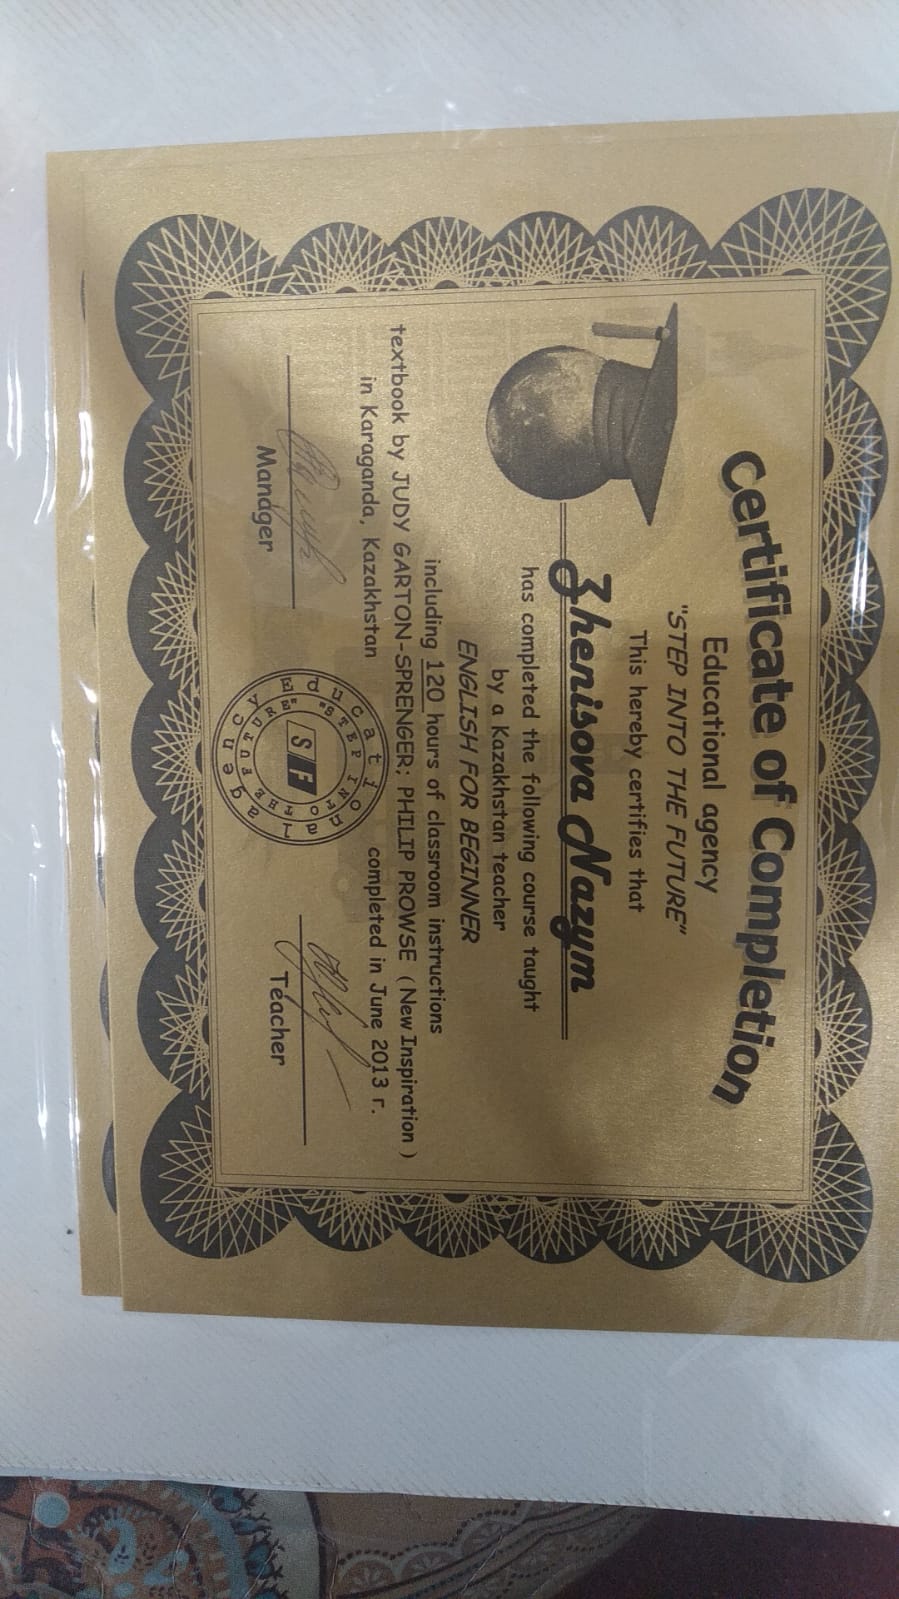 Certificate of Completion
Educational agency
"STEP INTO THE FUTURE"
This hereby certifies that
Zhenisova Nazym
has completed the following course taught
by a Kazakhstan teacher
ENGLISH FOR BEGINNER
including 120 hours of classroom instructions
textbook by JUDY GARTON-SPRENGER; PHILIP PROWSE (New Inspiration)
in Karaganda, Kazakhstan
completed in June 2013 г.
Manager
Educational agency
"STEP INTO THE FUTURE"
SF
Teacher